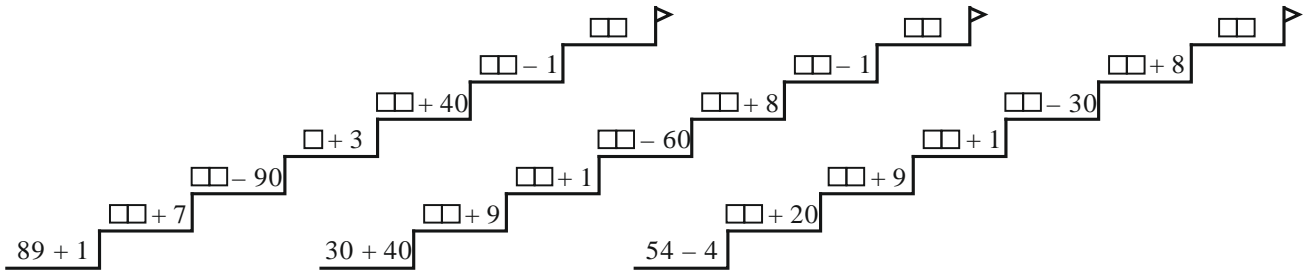 □□ □□ □□
□□ – 1 □□ – 1 □□ + 8
□□ + 40 □□ + 8 □□ – 30
□ + 3 □□ – 60 □□ + 1
□□ – 90 □□ + 1 □□ + 9
□□ + 7 □□ + 9 □□ + 20
89 + 1 30 + 40 54 – 4